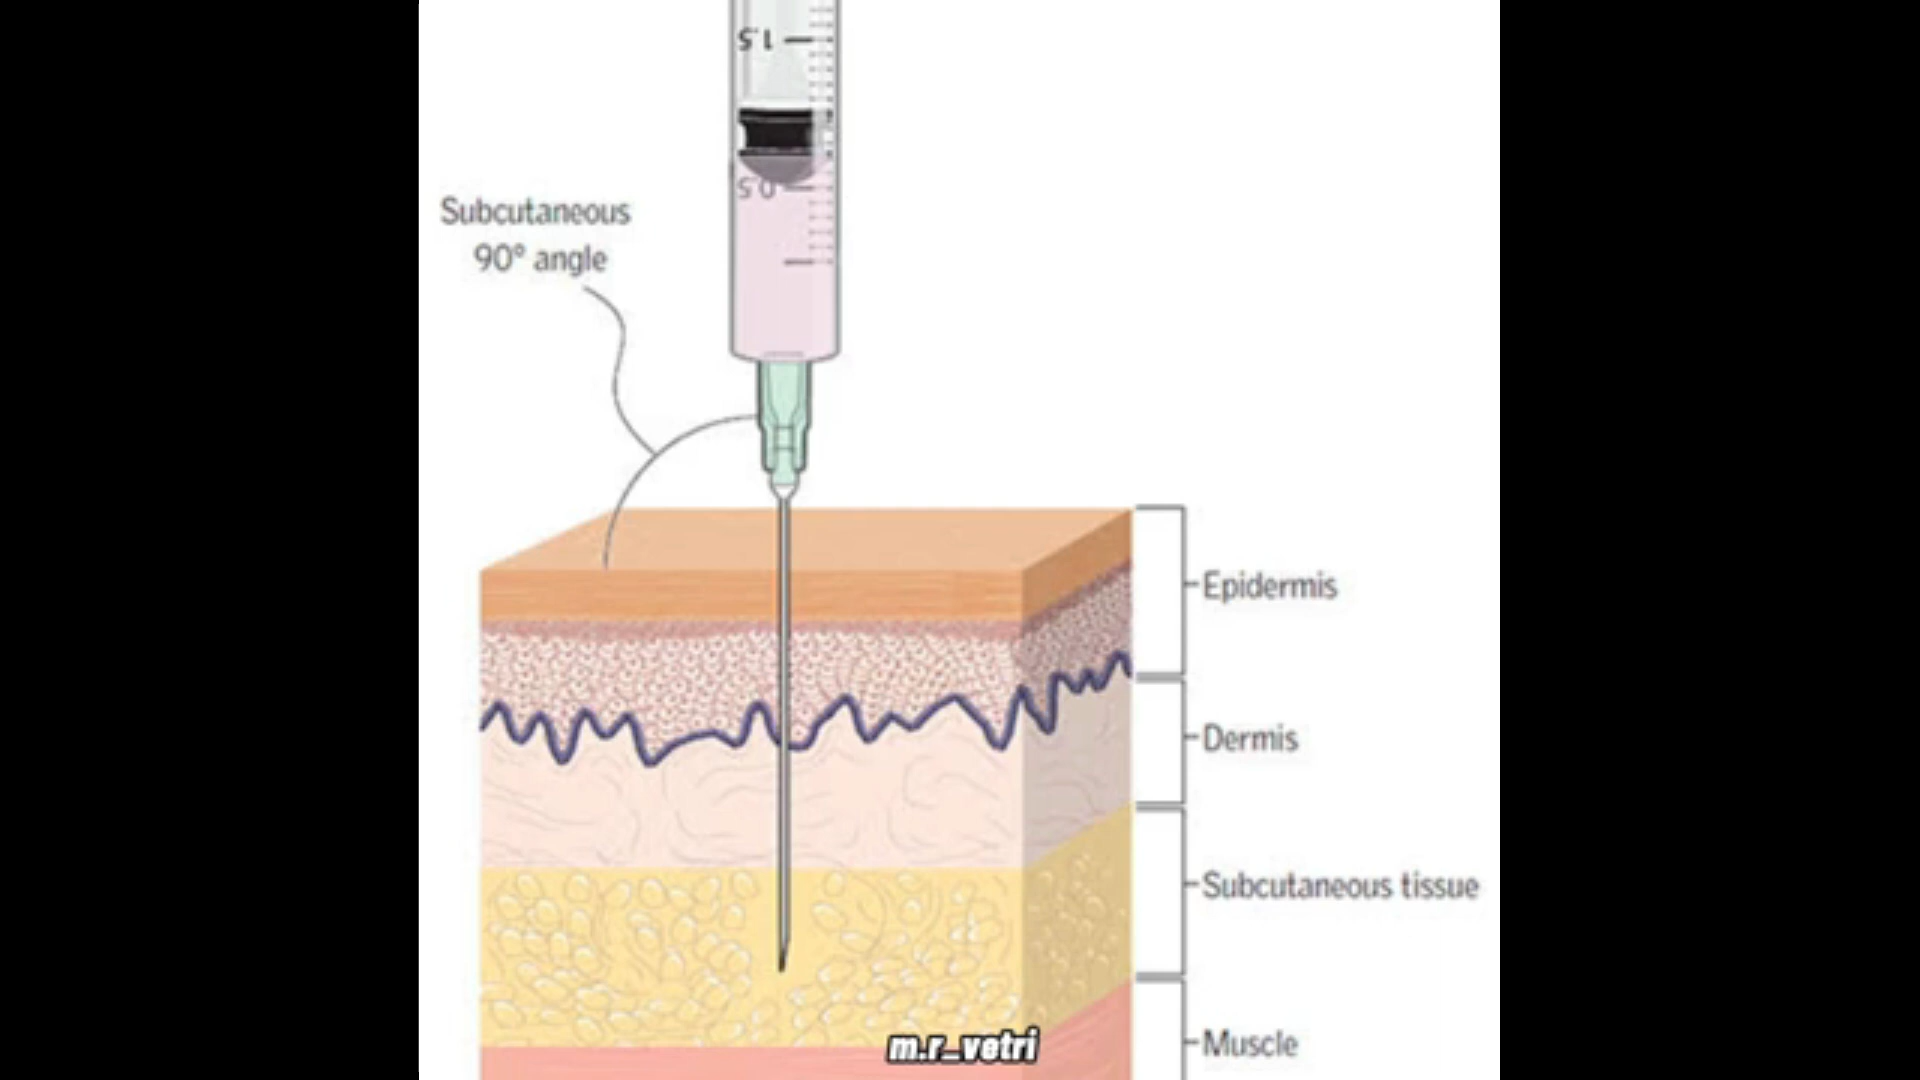 1.5
0.5
Subcutaneous
90° angle
Epidermis
Dermis
Subcutaneous tissue
Muscle
m.r_vetri